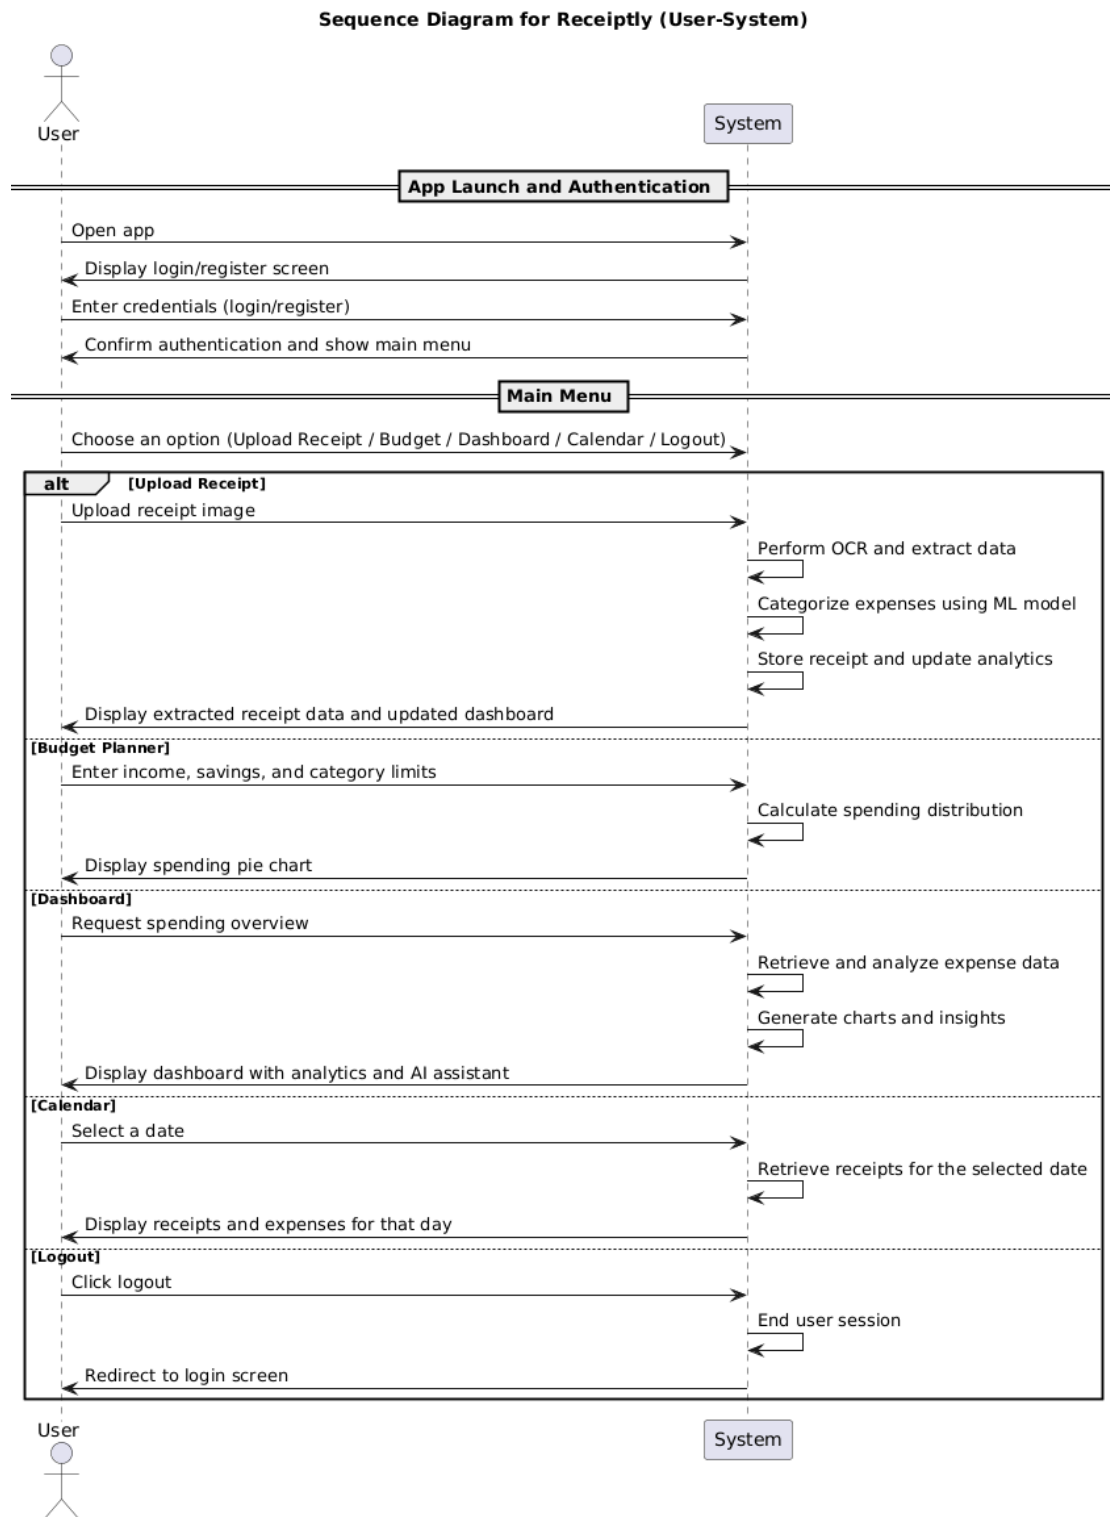 Sequence Diagram for Receiptly (User-System)
User
System
App Launch and Authentication
Open app
Display login/register screen
Enter credentials (login/register)
Confirm authentication and show main menu
Main Menu
Choose an option (Upload Receipt / Budget / Dashboard / Calendar / Logout)
alt [Upload Receipt]
Upload receipt image
Perform OCR and extract data
Categorize expenses using ML model
Store receipt and update analytics
Display extracted receipt data and updated dashboard
[Budget Planner]
Enter income, savings, and category limits
Calculate spending distribution
Display spending pie chart
[Dashboard]
Request spending overview
Retrieve and analyze expense data
Generate charts and insights
Display dashboard with analytics and AI assistant
[Calendar]
Select a date
Retrieve receipts for the selected date
Display receipts and expenses for that day
[Logout]
Click logout
End user session
Redirect to login screen
User
System